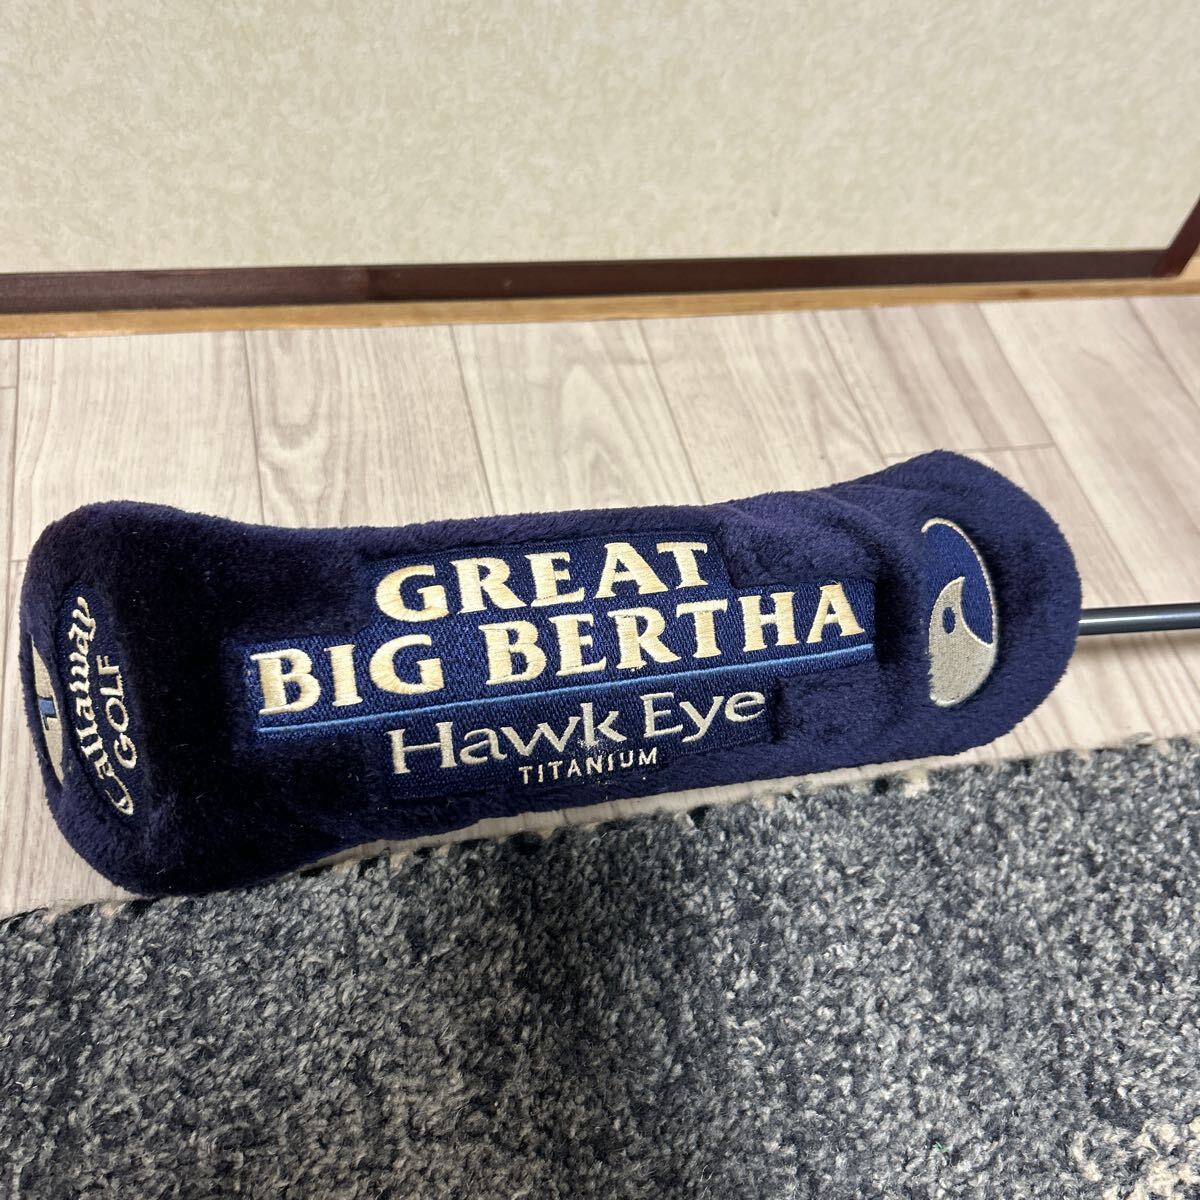 GREAT
BIG BERTHA
Hawk Eye
TITANIUM
Callaway
GOLF
1